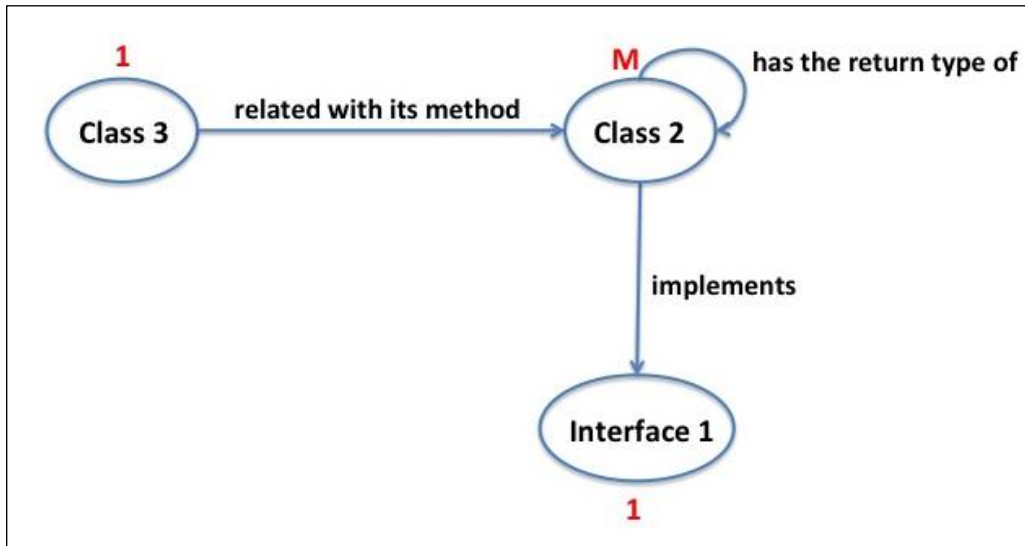 1
M
has the return type of
Class 3
related with its method
Class 2
implements
Interface 1
1